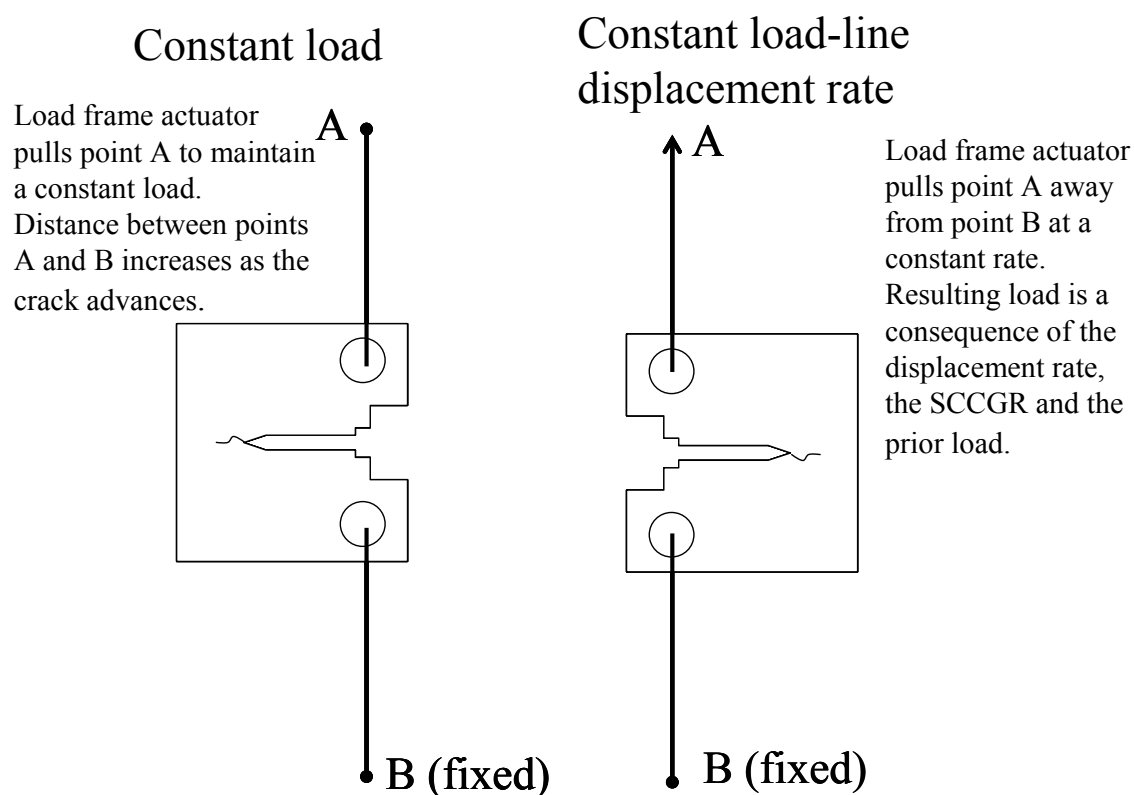 Constant load
Load frame actuator
pulls point A to maintain
a constant load.
Distance between points
A and B increases as the
crack advances.
A
B (fixed)
Constant load-line
displacement rate
A
Load frame actuator
pulls point A away
from point B at a
constant rate.
Resulting load is a
consequence of the
displacement rate,
the SCCGR and the
prior load.
B (fixed)